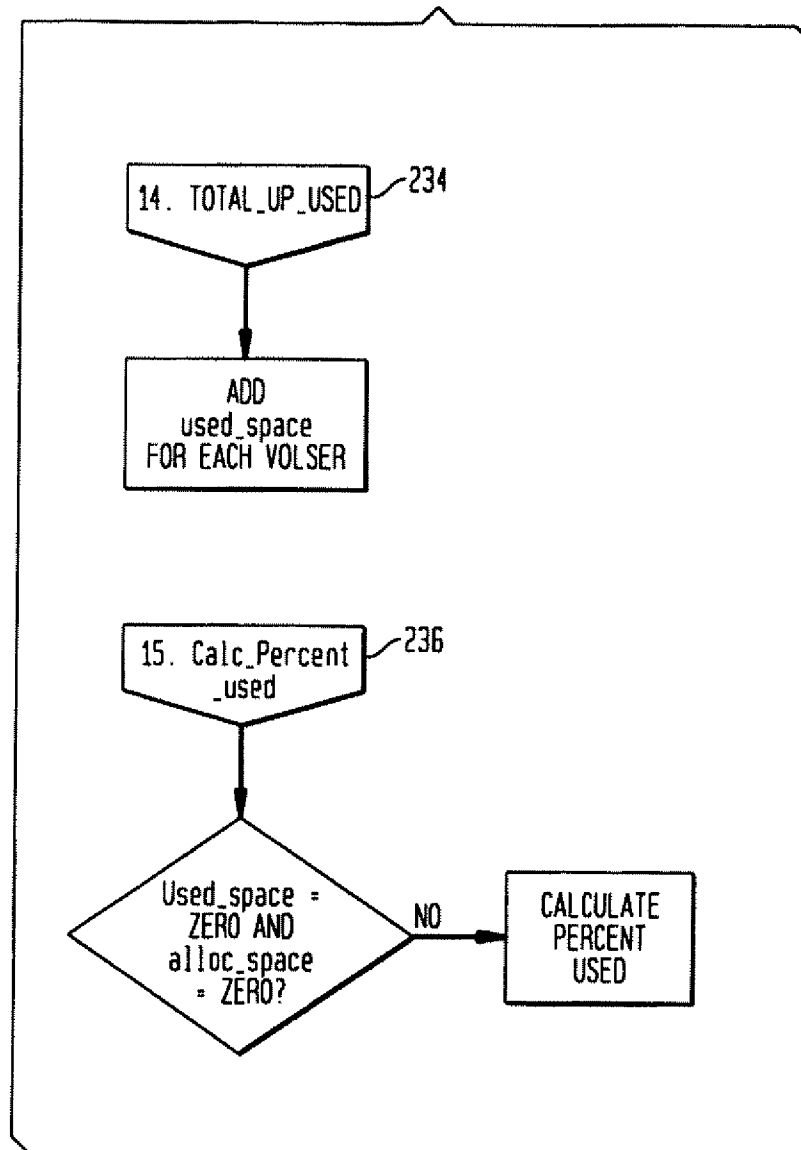 14. TOTAL_UP_USED
234
ADD
used_space
FOR EACH VOLSER
15. Calc_Percent
_used
236
Used_space =
ZERO AND
alloc_space
= ZERO?
NO
CALCULATE
PERCENT
USED